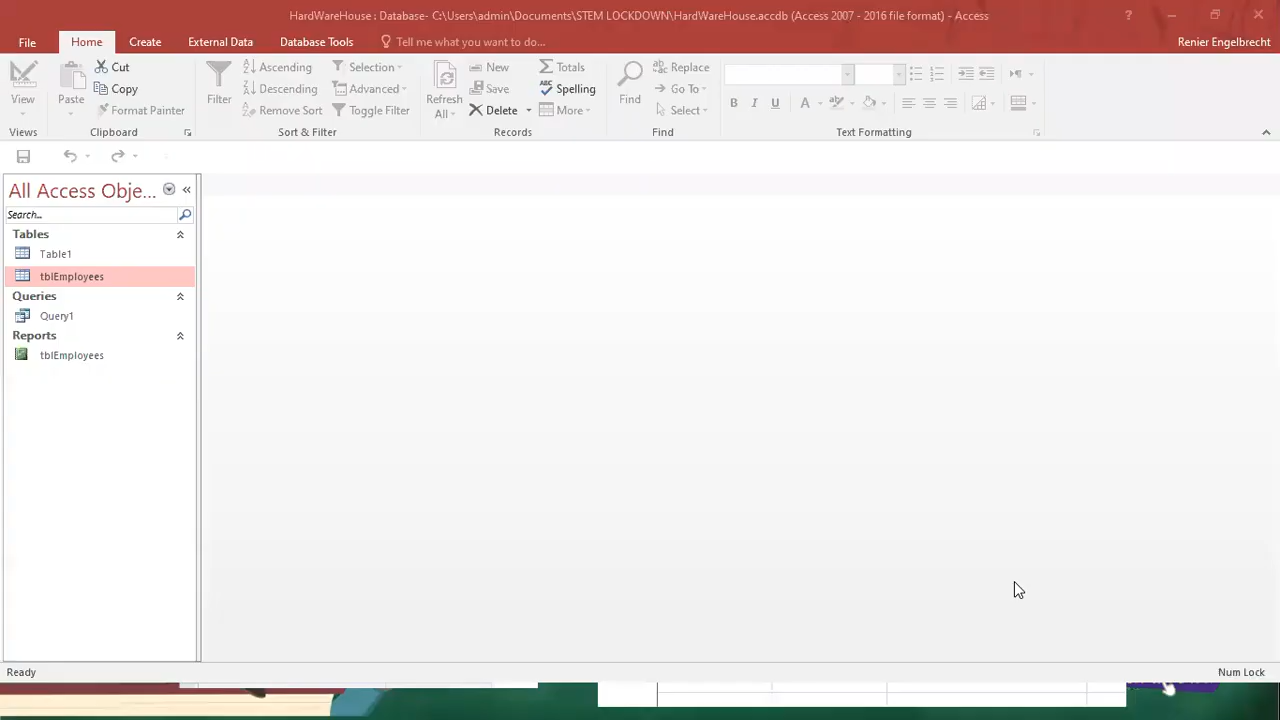 HardWareHouse : Database- C:\Users\admin\Documents\STEM LOCKDOWN\HardWareHouse.accdb (Access 2007 - 2016 file format) - Access
?
File Home Create External Data Database Tools Tell me what you want to do... Renier Engelbrecht
View
Views
Paste
Cut
Copy
Format Painter
Clipboard
Filter
Ascending
Descending
Remove Sort
Selection
Advanced
Toggle Filter
Sort & Filter
Refresh
All
New
Save
Delete
Totals
Spelling
More
Records
Find
Replace
Go To
Select
Find
B I U A
Text Formatting
All Access Obje...
Search...
Tables
Table1
tblEmployees
Queries
Query1
Reports
tblEmployees
Ready Num Lock